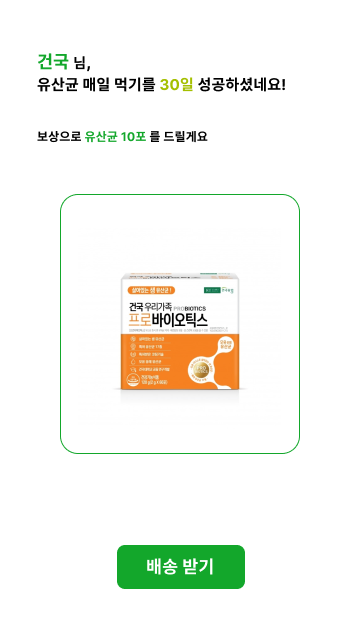 건국 님,
유산균 매일 먹기를 30일 성공하셨네요!
보상으로 유산균 10포 를 드릴게요
살아있는 생 유산균!
건국 우리가족 PROBIOTICS
프로바이오틱스
배송 받기